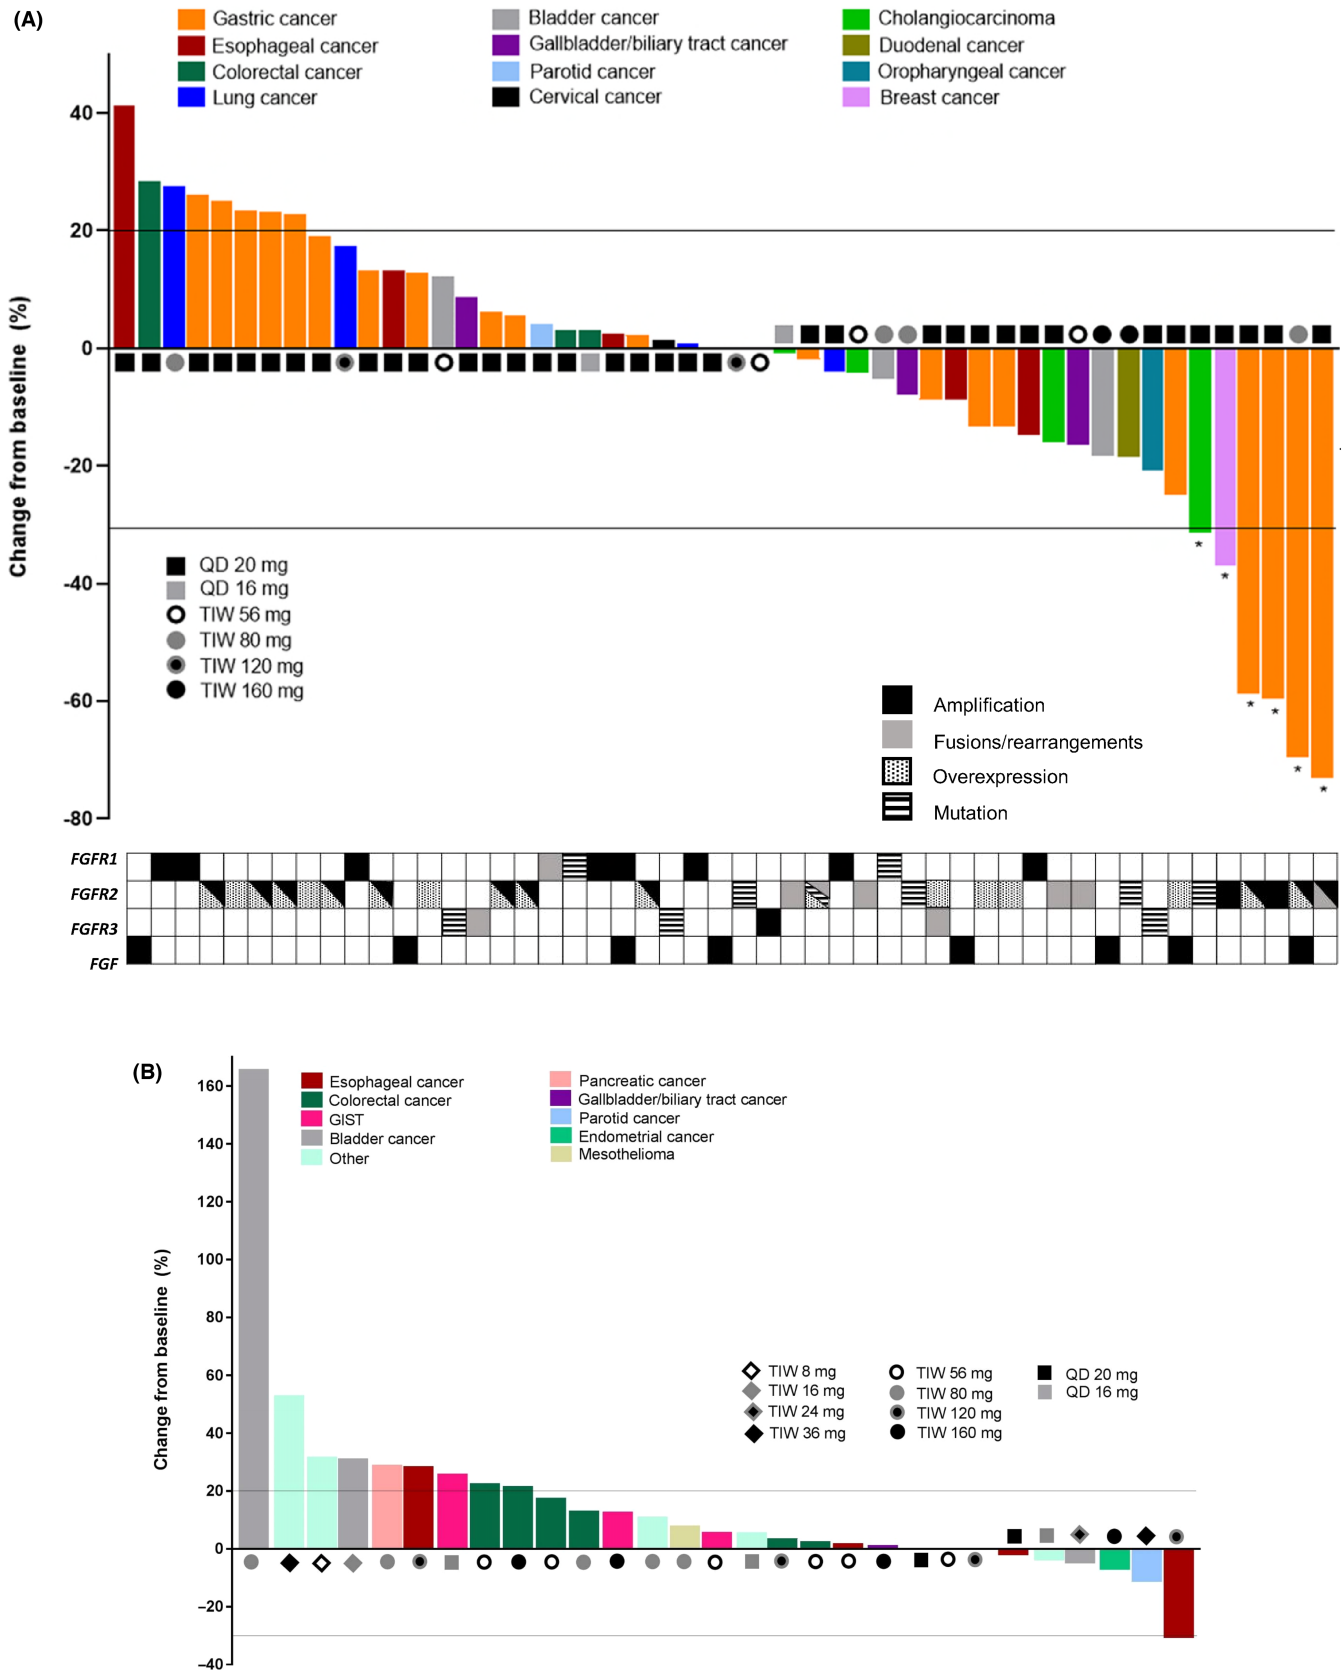 (A)
Gastric cancer
Esophageal cancer
Colorectal cancer
Lung cancer
Bladder cancer
Gallbladder/biliary tract cancer
Parotid cancer
Cervical cancer
Cholangiocarcinoma
Duodenal cancer
Oropharyngeal cancer
Breast cancer
Change from baseline (%)
40
20
0
-20
-40
-60
-80
QD 20 mg
QD 16 mg
TIW 56 mg
TIW 80 mg
TIW 120 mg
TIW 160 mg
* * * * * *
Amplification
Fusions/rearrangements
Overexpression
Mutation
FGFR1
FGFR2
FGFR3
FGF
(B)
Esophageal cancer
Colorectal cancer
GIST
Bladder cancer
Other
Pancreatic cancer
Gallbladder/biliary tract cancer
Parotid cancer
Endometrial cancer
Mesothelioma
Change from baseline (%)
160
140
120
100
80
60
40
20
0
−20
−40
TIW 8 mg
TIW 16 mg
TIW 24 mg
TIW 36 mg
TIW 56 mg
TIW 80 mg
TIW 120 mg
TIW 160 mg
QD 20 mg
QD 16 mg